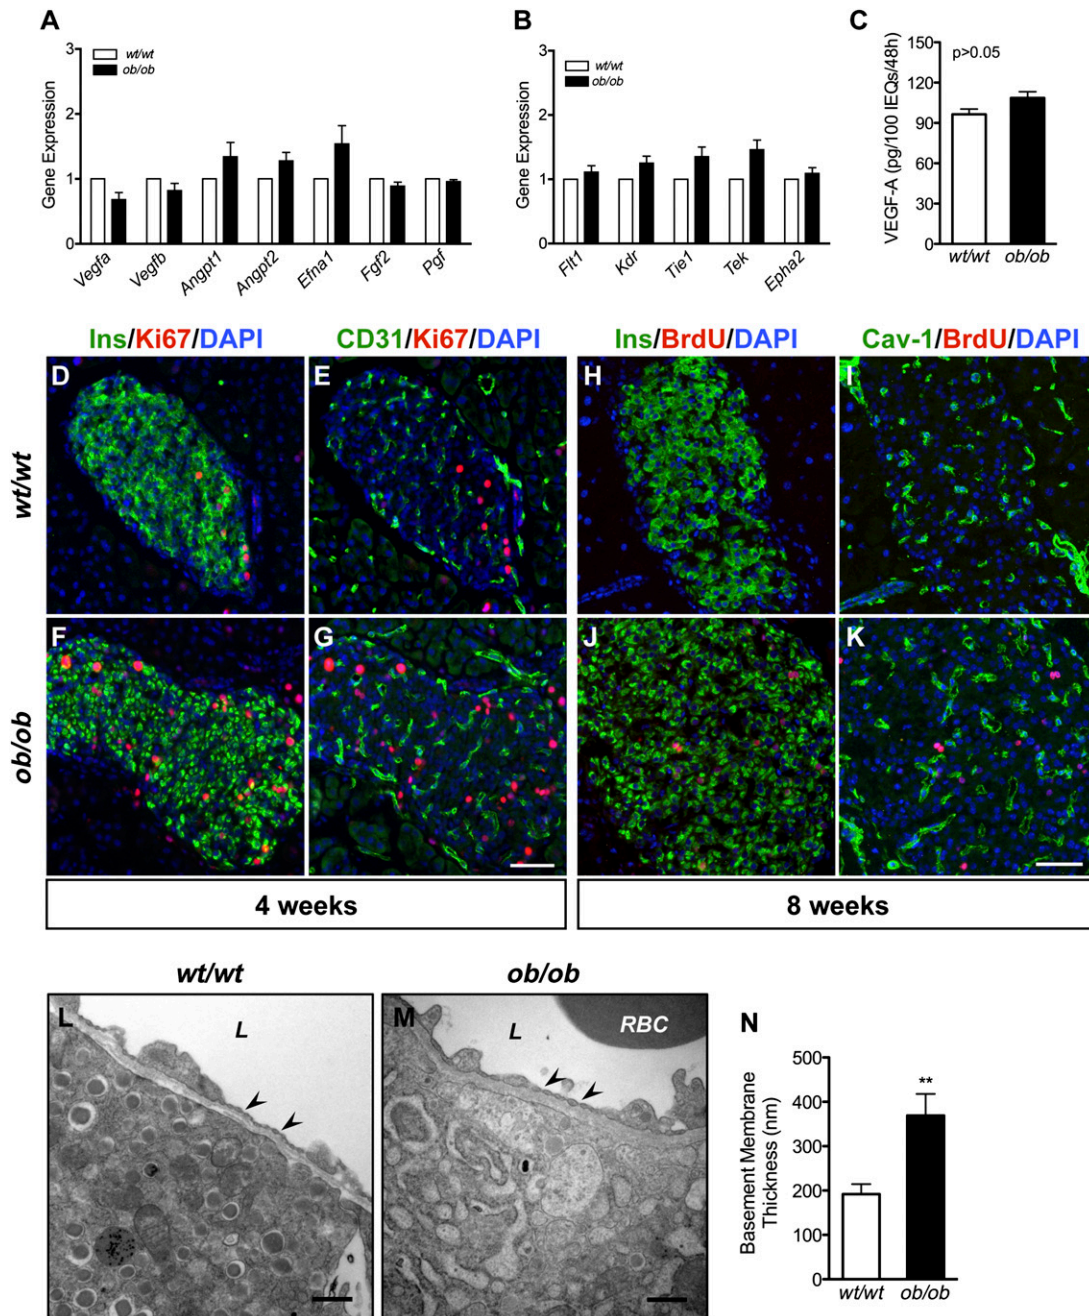 A
3
2
1
0
Gene Expression
wt/wt
ob/ob
Vegfa
Vegfb
Angpt1
Angpt2
Efna1
Fgf2
Pgf
B
3
2
1
0
Gene Expression
wt/wt
ob/ob
Flt1
Kdr
Tie1
Tek
Epha2
C
150
120
90
60
30
0
VEGF-A (pg/100 IEQs/48h)
p>0.05
wt/wt
ob/ob
Ins/Ki67/DAPI
CD31/Ki67/DAPI
Ins/BrdU/DAPI
Cav-1/BrdU/DAPI
wt/wt
D
E
H
I
ob/ob
F
G
J
K
4 weeks
8 weeks
wt/wt
ob/ob
L
L
M
L
RBC
N
500
400
300
200
100
0
Basement Membrane
Thickness (nm)
**
wt/wt
ob/ob